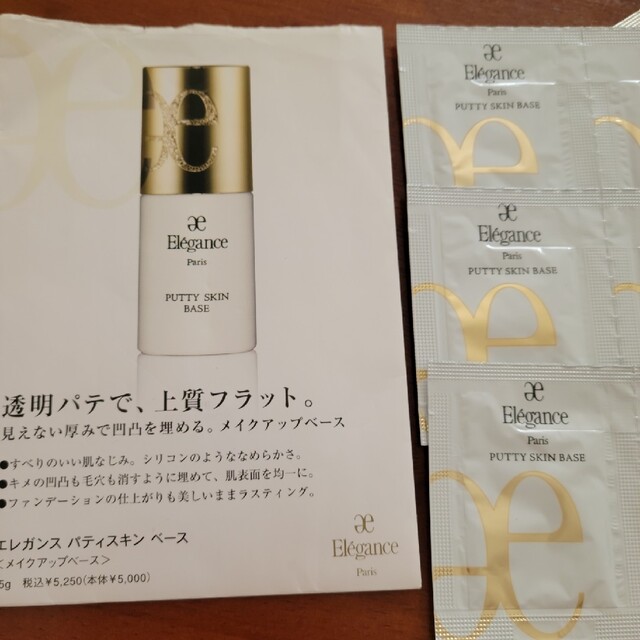 æ
Elégance
Paris
PUTTY SKIN
BASE
透明パテで、上質フラット。
見えない厚みで凹凸を埋める。メイクアップベース
●すべりのいい肌なじみ。シリコンのようななめらかさ。
●キメの凹凸も毛穴も消すように埋めて、肌表面を均一に。
●ファンデーションの仕上がりも美しいままラスティング。
エレガンス パティスキン ベース
<メイクアップベース>
5g 税込¥5,250(本体¥5,000)
æ
Elégance
Paris
æ
Elégance
Paris
PUTTY SKIN BASE
æ
Elégance
Paris
PUTTY SKIN BASE
æ
Elégance
Paris
PUTTY SKIN BASE